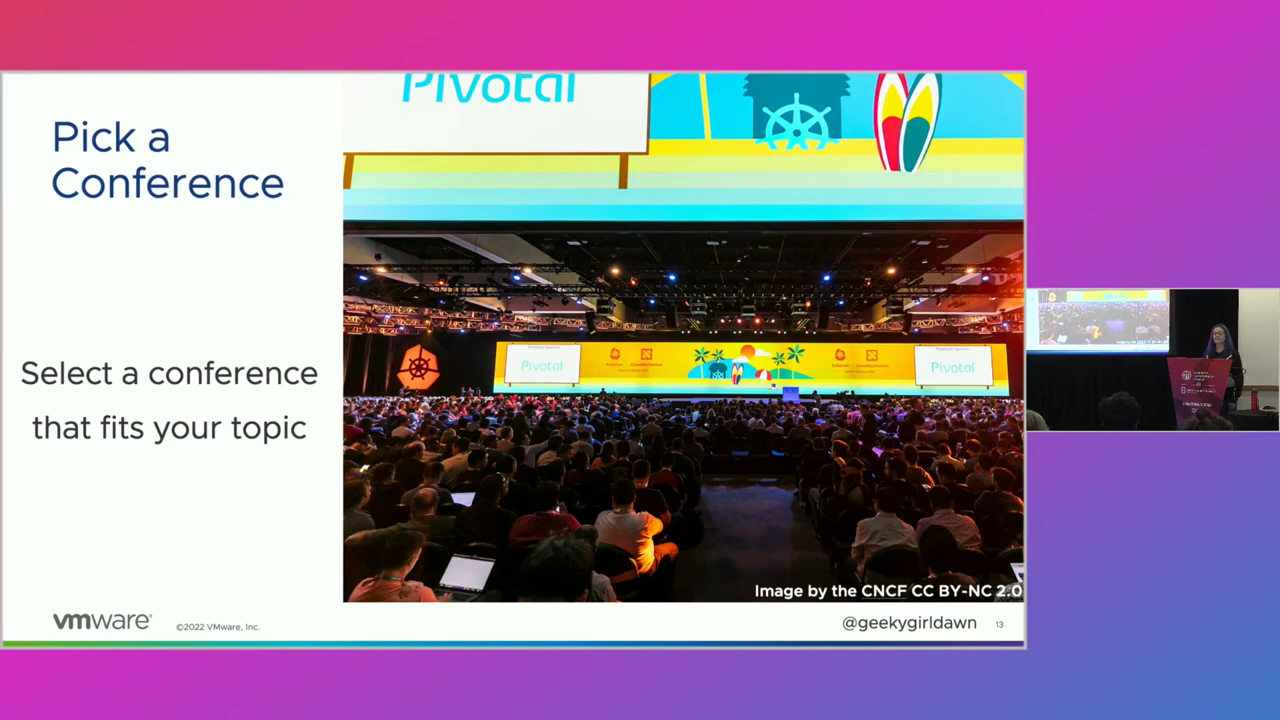 Pick a
Conference
Select a conference
that fits your topic
Pivotal
Pivotal
Pivotal
Image by the CNCF CC BY-NC 2.0
vmware®
©2022 VMware, Inc.
@geekygirldawn
13